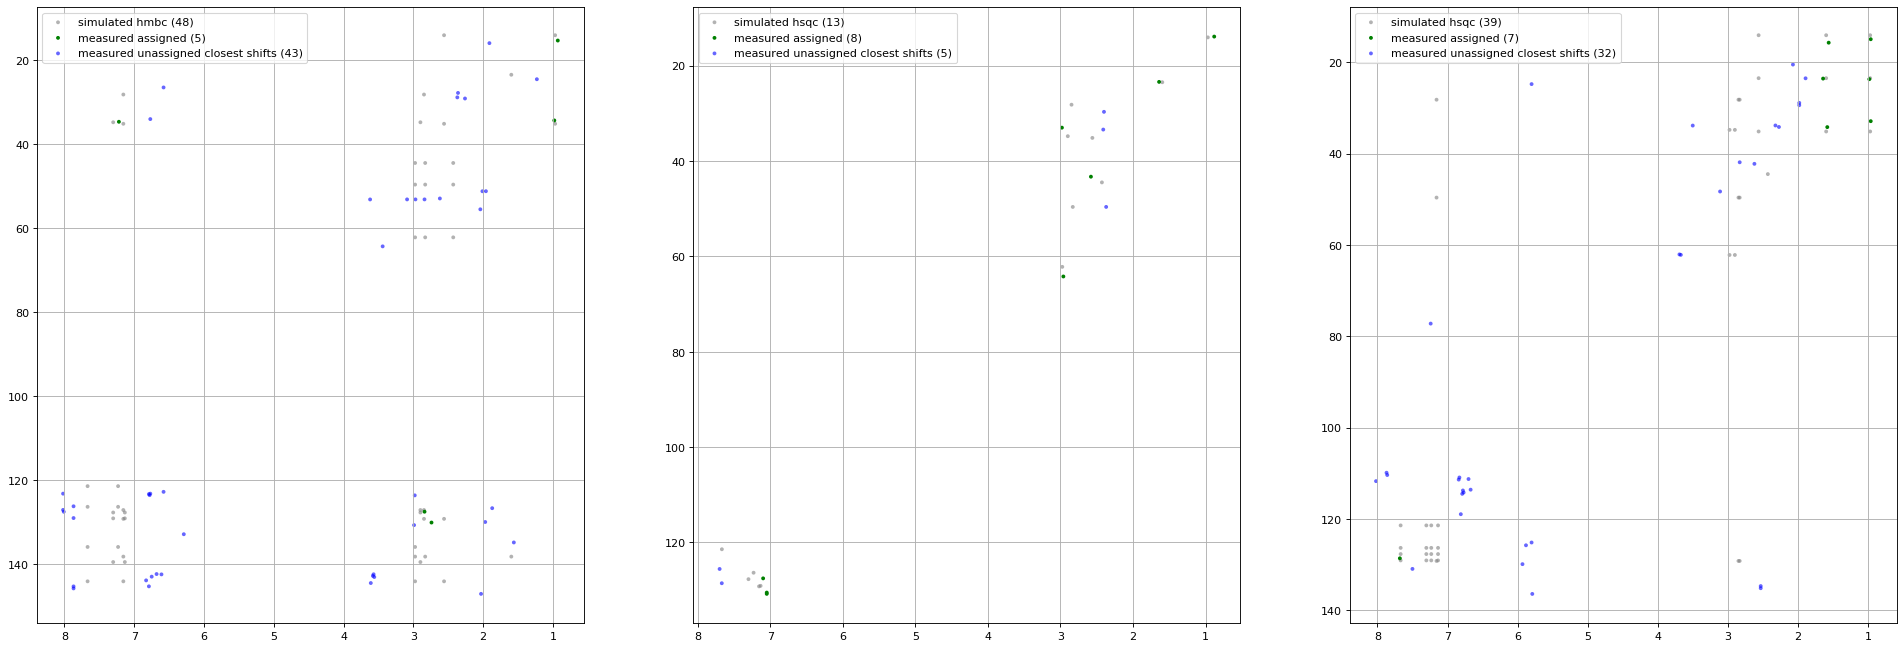 simulated hmbc (48)
measured assigned (5)
measured unassigned closest shifts (43)
20
40
60
80
100
120
140
8 7 6 5 4 3 2 1
simulated hsqc (13)
measured assigned (8)
measured unassigned closest shifts (5)
20
40
60
80
100
120
8 7 6 5 4 3 2 1
simulated hsqc (39)
measured assigned (7)
measured unassigned closest shifts (32)
20
40
60
80
100
120
140
8 7 6 5 4 3 2 1